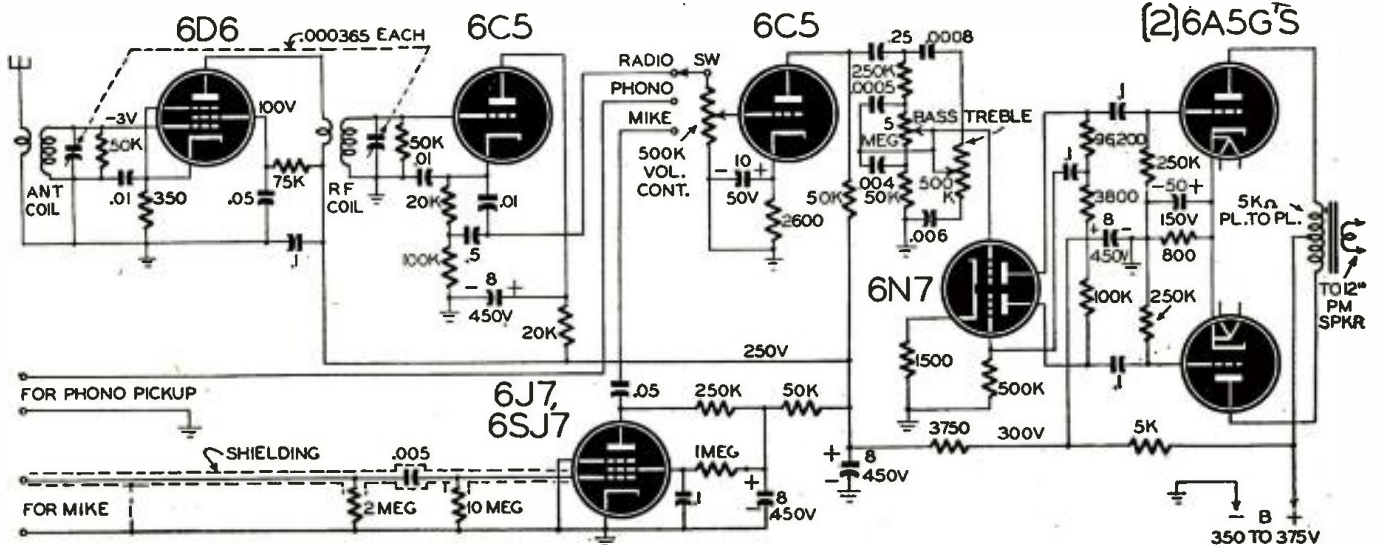 6D6
.000365 EACH
6C5
6C5
(2) 6A5G'S
RADIO
SW
PHONO
MIKE
-3V
100V
50K
ANT
COIL
.01
350
.05
75K
.1
RF
COIL
50K
.01
20K
.01
.5
100K
- 8 +
450V
20K
500K
VOL.
CONT.
- 10 +
50V
2600
50K
.25
.0008
250K
.0005
5
MEG
BASS
TREBLE
.004
50K
500
K
.006
6N7
1500
500K
.1
96200
.1
3800
+ 8 -
450V
100K
.1
250K
-50+
150V
800
250K
5KΩ
PL. TO PL.
TO 12"
PM
SPKR
250V
FOR PHONO PICKUP
6J7,
6SJ7
.05
250K
50K
SHIELDING
.005
1MEG
FOR MIKE
2 MEG
10 MEG
.1
+
8
-
450V
+
8
-
450V
3750
300V
5K
- B +
350 TO 375V